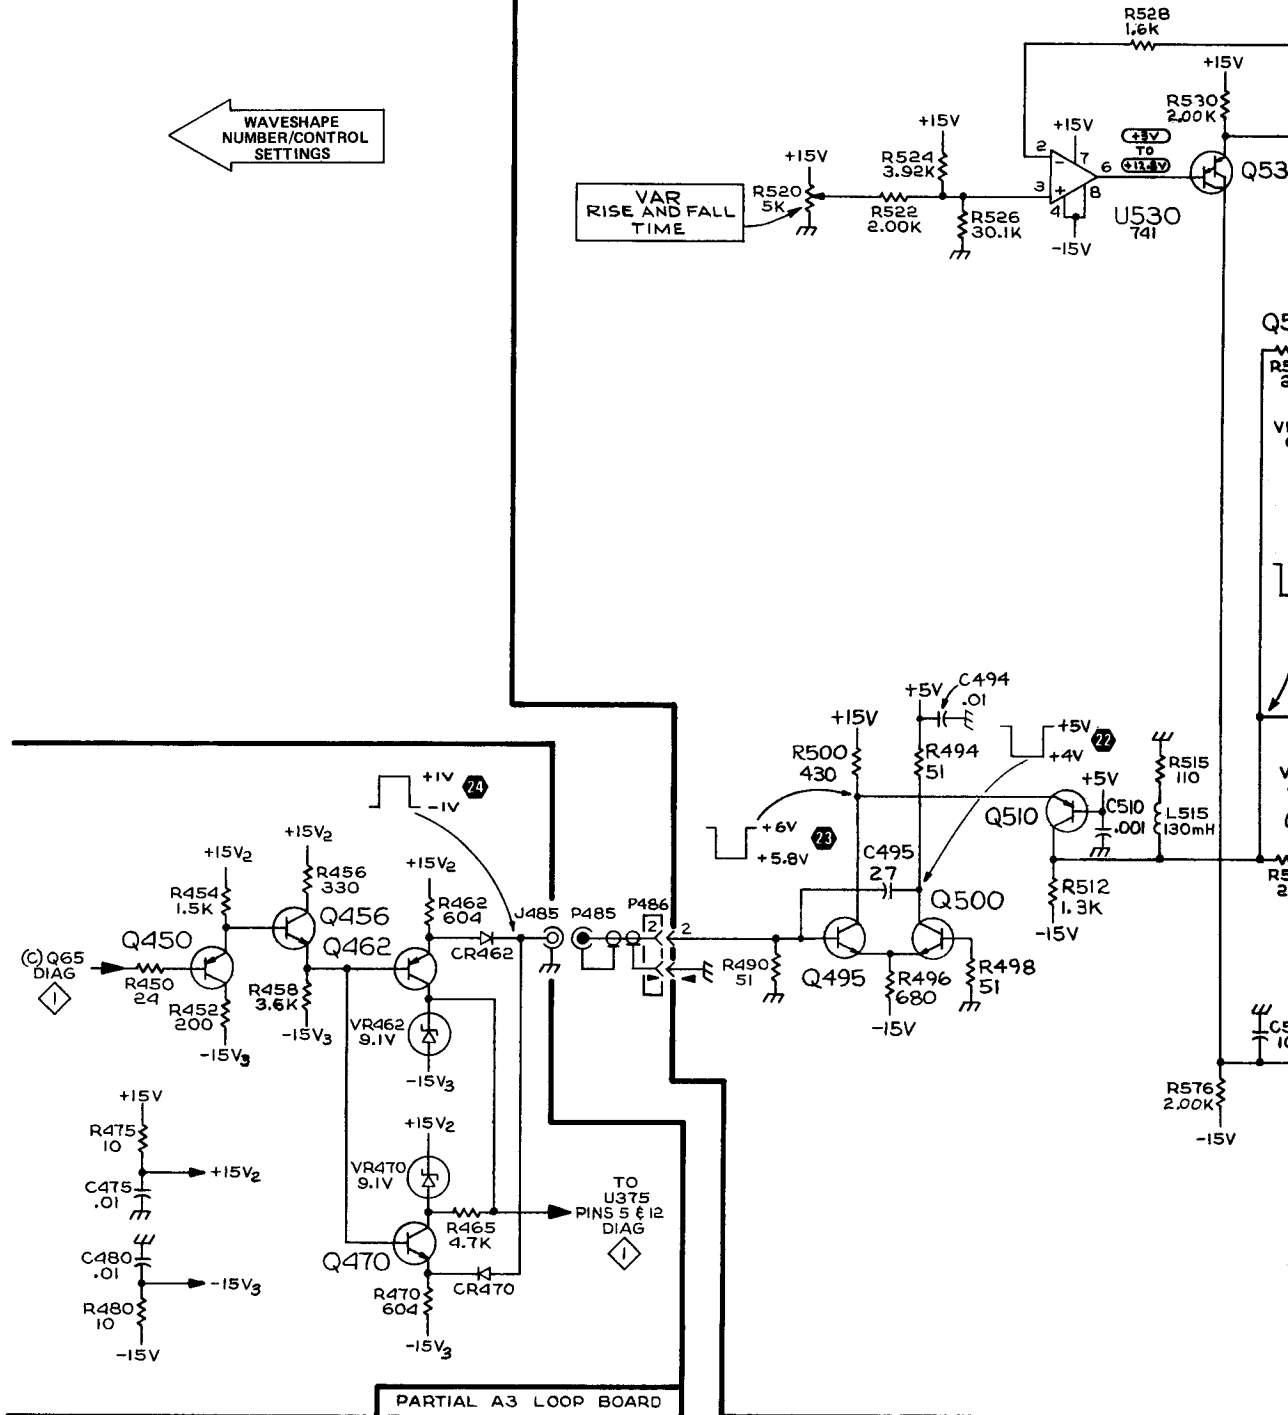 R528
1.6K
+15V
R530
2.00K
WAVESHAPE
NUMBER/CONTROL
SETTINGS
+15V
+15V
+3V
TO
2
7
6
+15V
R524
3.92K
R520
5K
3
+
-
4
8
Q53
VAR
RISE AND FALL
TIME
R522
2.00K
R526
30.1K
U530
741
-15V
Q5
R5
+5V
C494
.01
+15V
+5V
22
+4V
R500
430
R494
51
R515
110
+1V
24
-1V
+5V
Q510
C510
.001
L515
130mH
+6V
23
+5.8V
+15V2
+15V2
+15V2
C495
27
R456
330
R454
1.5K
R462
604
J485
P485
P486
R512
1.3K
Q500
Q456
Q462
2
2
-15V
Q450
CR462
(C) Q65
DIAG
1
R450
24
R458
3.6K
R490
51
Q495
R496
680
R498
51
R452
200
VR462
9.1V
-15V3
-15V3
-15V
C5
10
-15V3
R576
2.00K
+15V
+15V2
-15V
R475
10
+15V2
VR470
9.1V
C475
.01
TO
U375
PINS 5 & 12
DIAG
1
R465
4.7K
C480
.01
Q470
-15V3
CR470
R480
10
R470
604
-15V
-15V3
PARTIAL A3 LOOP BOARD